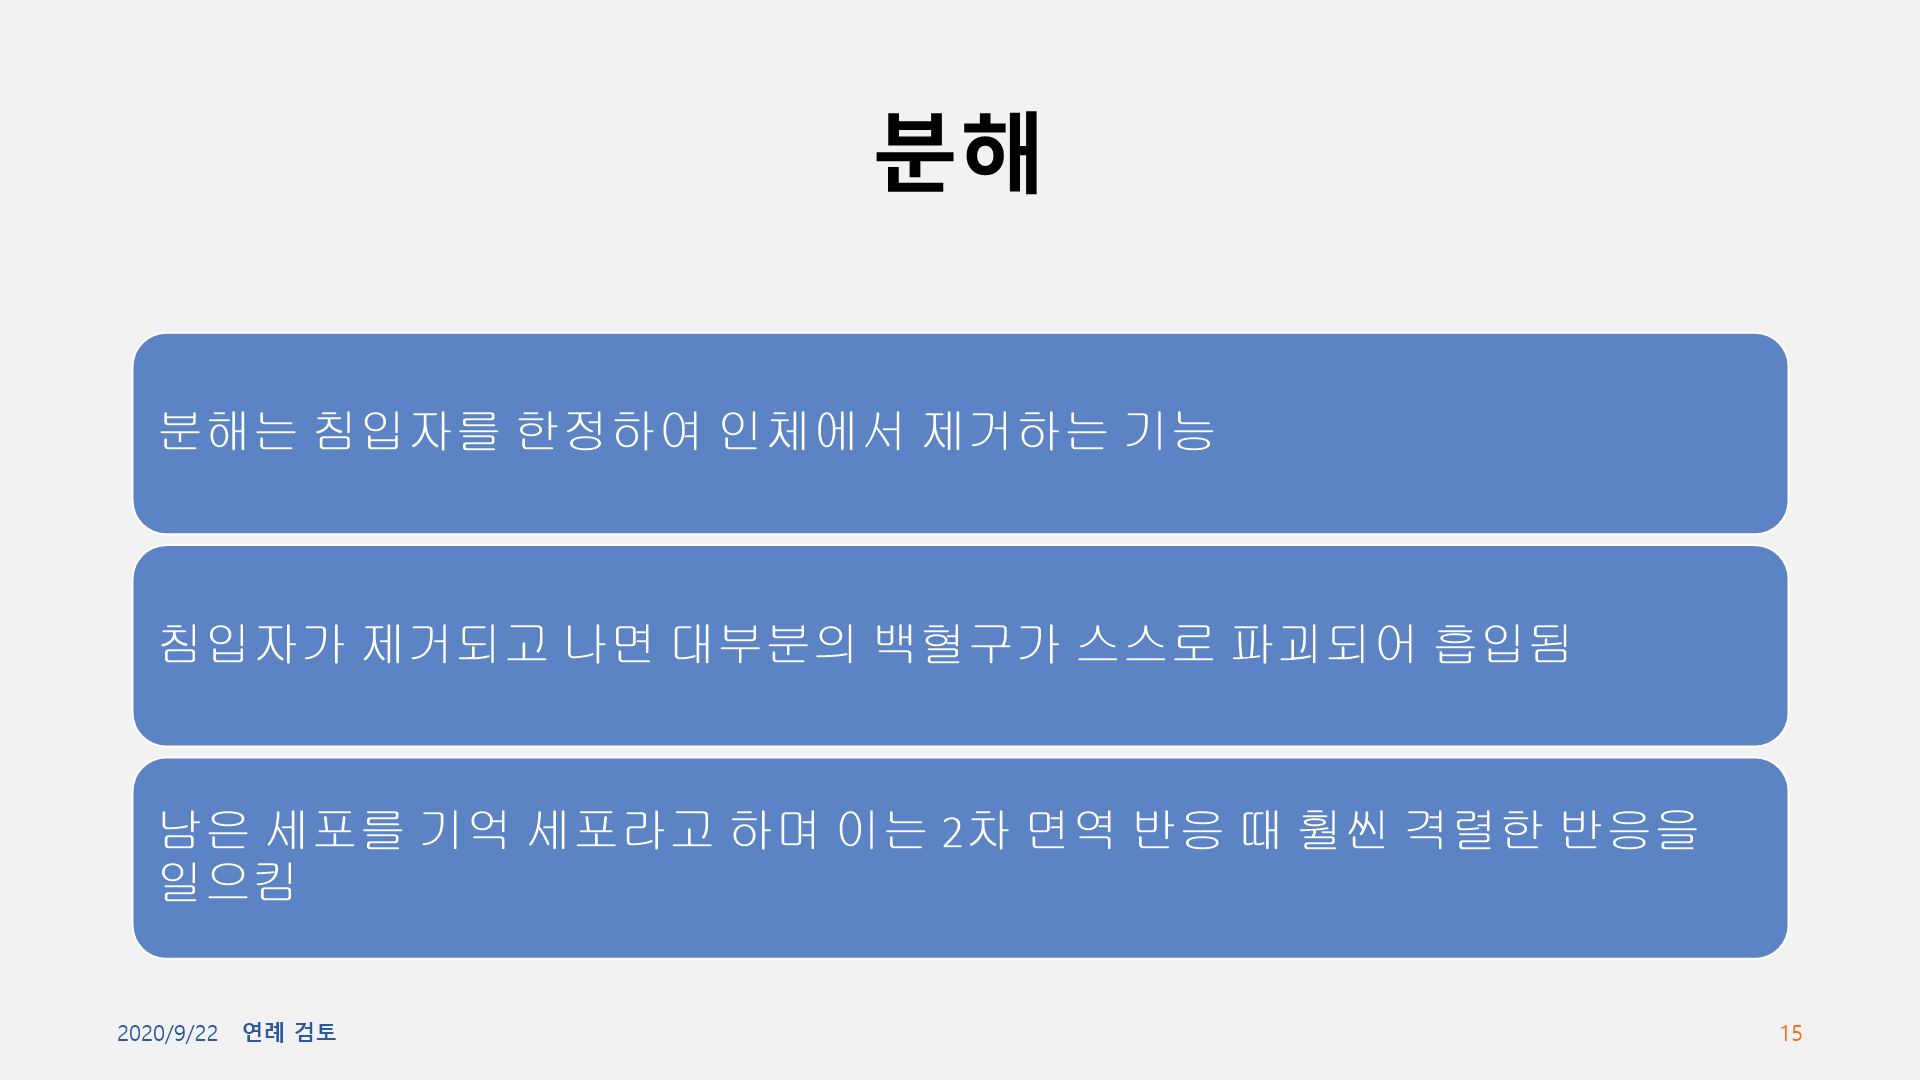 분해
분해는 침입자를 한정하여 인체에서 제거하는 기능
침입자가 제거되고 나면 대부분의 백혈구가 스스로 파괴되어 흡입됨
남은 세포를 기억 세포라고 하며 이는 2차 면역 반응 때 훨씬 격렬한 반응을
일으킴
2020/9/22 연례 검토 15